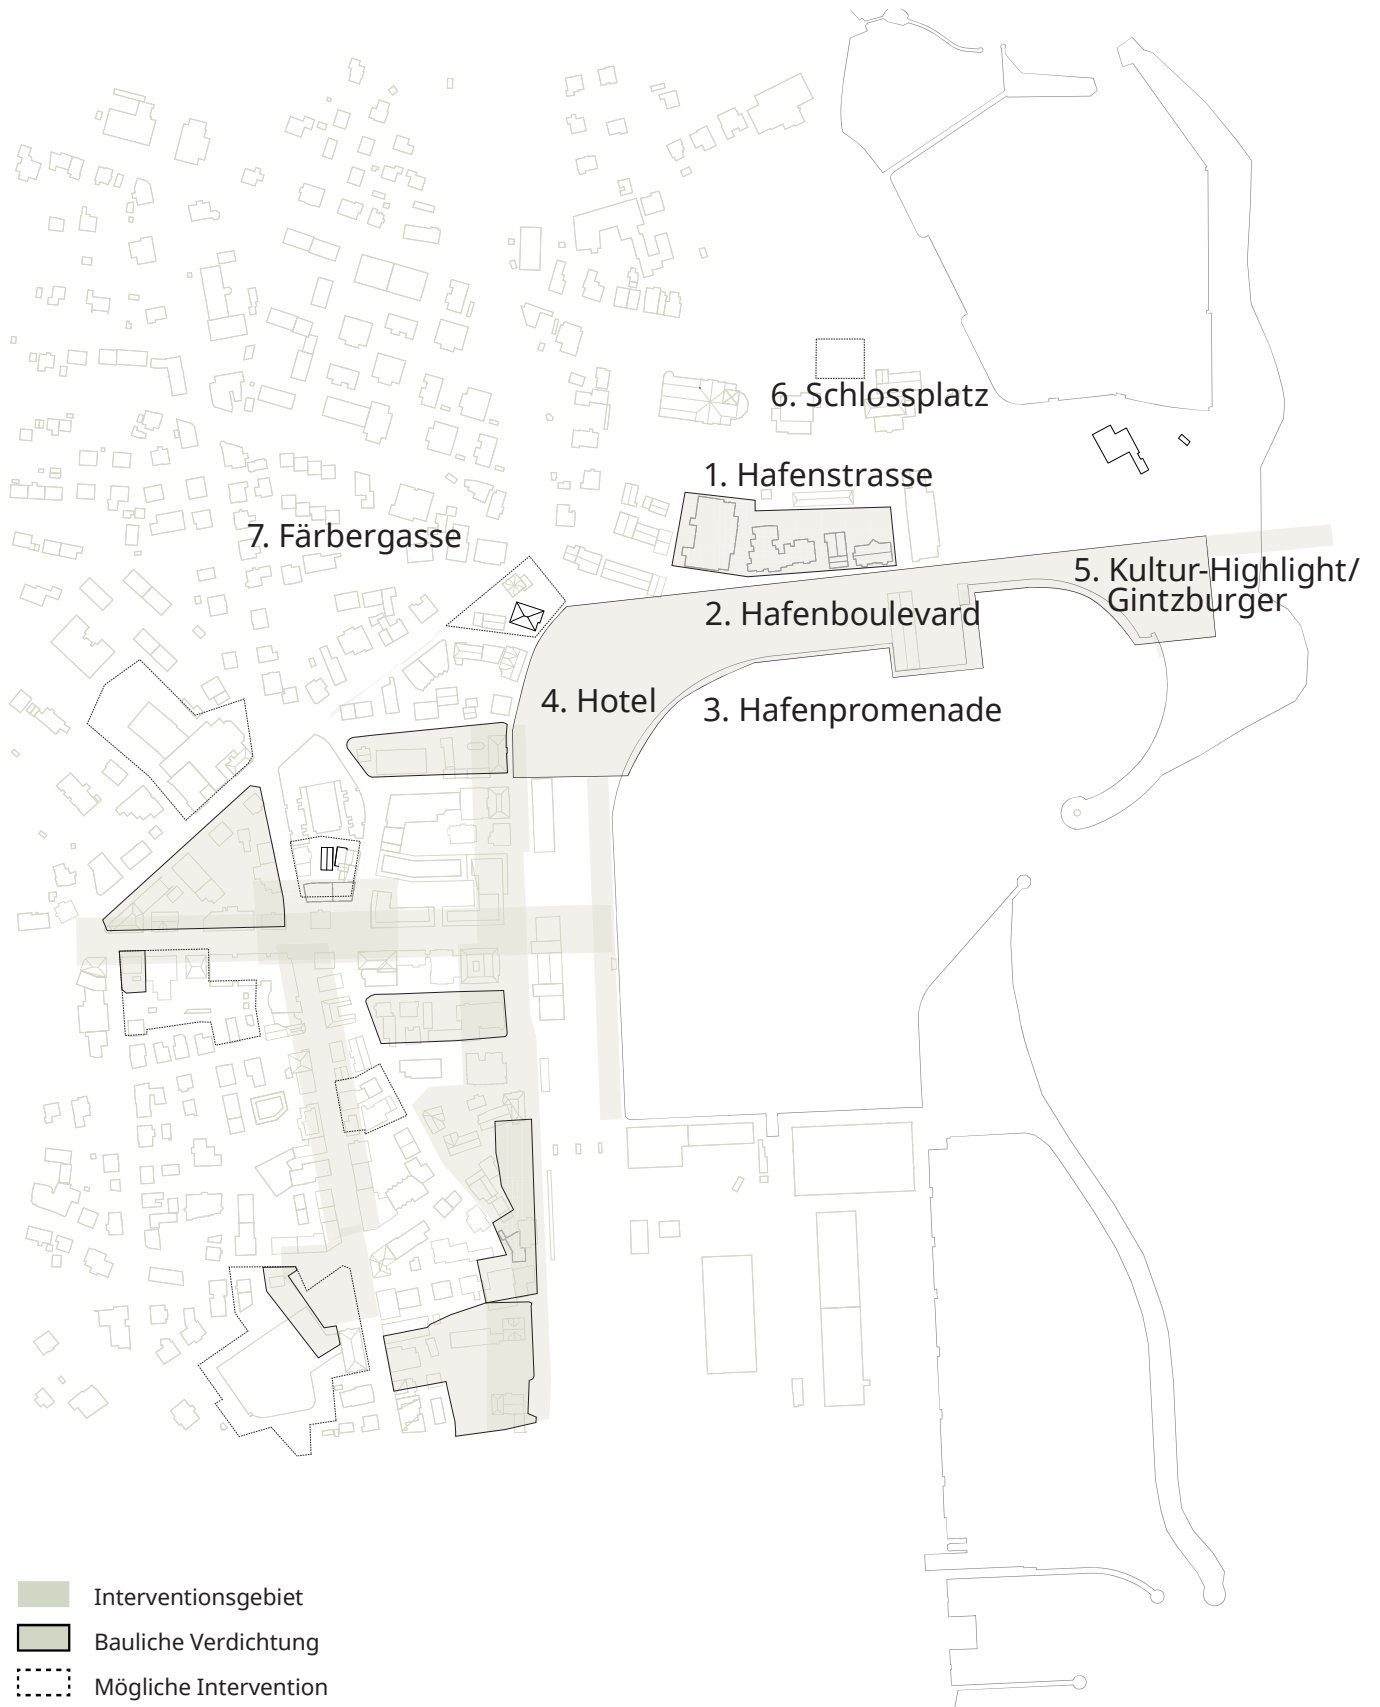 6. Schlossplatz
1. Hafenstrasse
7. Färbergasse
5. Kultur-Highlight/
Gintzburger
2. Hafenboulevard
4. Hotel
3. Hafenpromenade
Interventionsgebiet
Bauliche Verdichtung
Mögliche Intervention